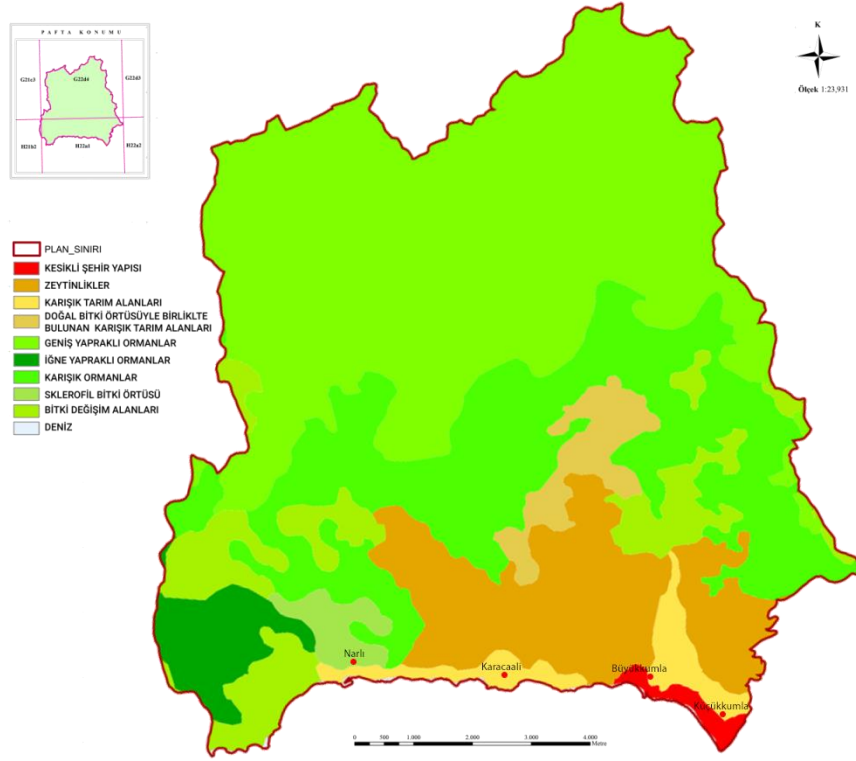 PAFTA KONUMU
G21c3
G22d4
G22d3
H21b2
H22a1
H22a2
K
Ölçek 1:23,931
PLAN_SINIRI
KESİKLİ ŞEHİR YAPISI
ZEYTİNLİKLER
KARIŞIK TARIM ALANLARI
DOĞAL BİTKİ ÖRTÜSÜYLE BİRLİKLTE
BULUNAN KARIŞIK TARIM ALANLARI
GENİŞ YAPRAKLI ORMANLAR
İĞNE YAPRAKLI ORMANLAR
KARIŞIK ORMANLAR
SKLEROFİL BİTKİ ÖRTÜSÜ
BİTKİ DEĞİŞİM ALANLARI
DENİZ
Narlı
Karacaali
Büyükkumla
Küçükkumla
0 500 1.000 2.000 3.000 4.000
Metre